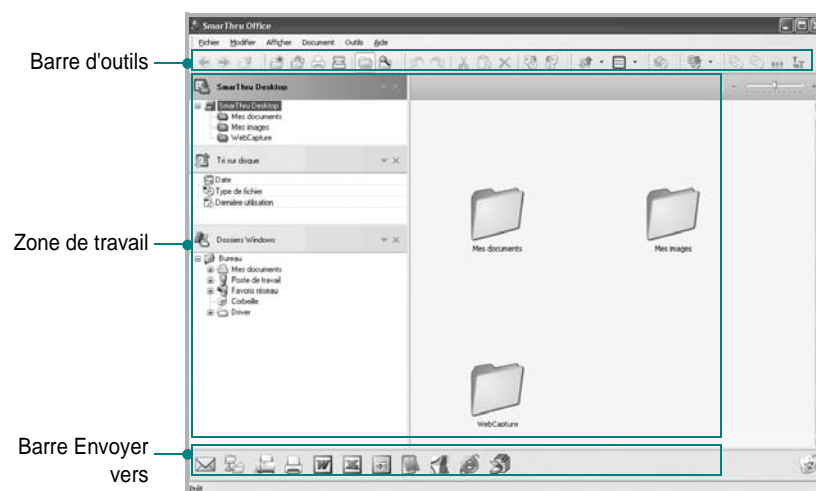 SmarThru Office
Fichier Modifier Afficher Document Outils Aide
Barre d'outils
SmarThru Desktop
SmarThru Desktop
Mes documents
Mes images
WebCapture
Tri sur disque
Date
Type de fichier
Dernière utilisation
Zone de travail
Dossiers Windows
Bureau
Mes documents
Poste de travail
Favoris réseau
Corbeille
Driver
Mes documents
Mes images
WebCapture
Barre Envoyer
vers
Prêt